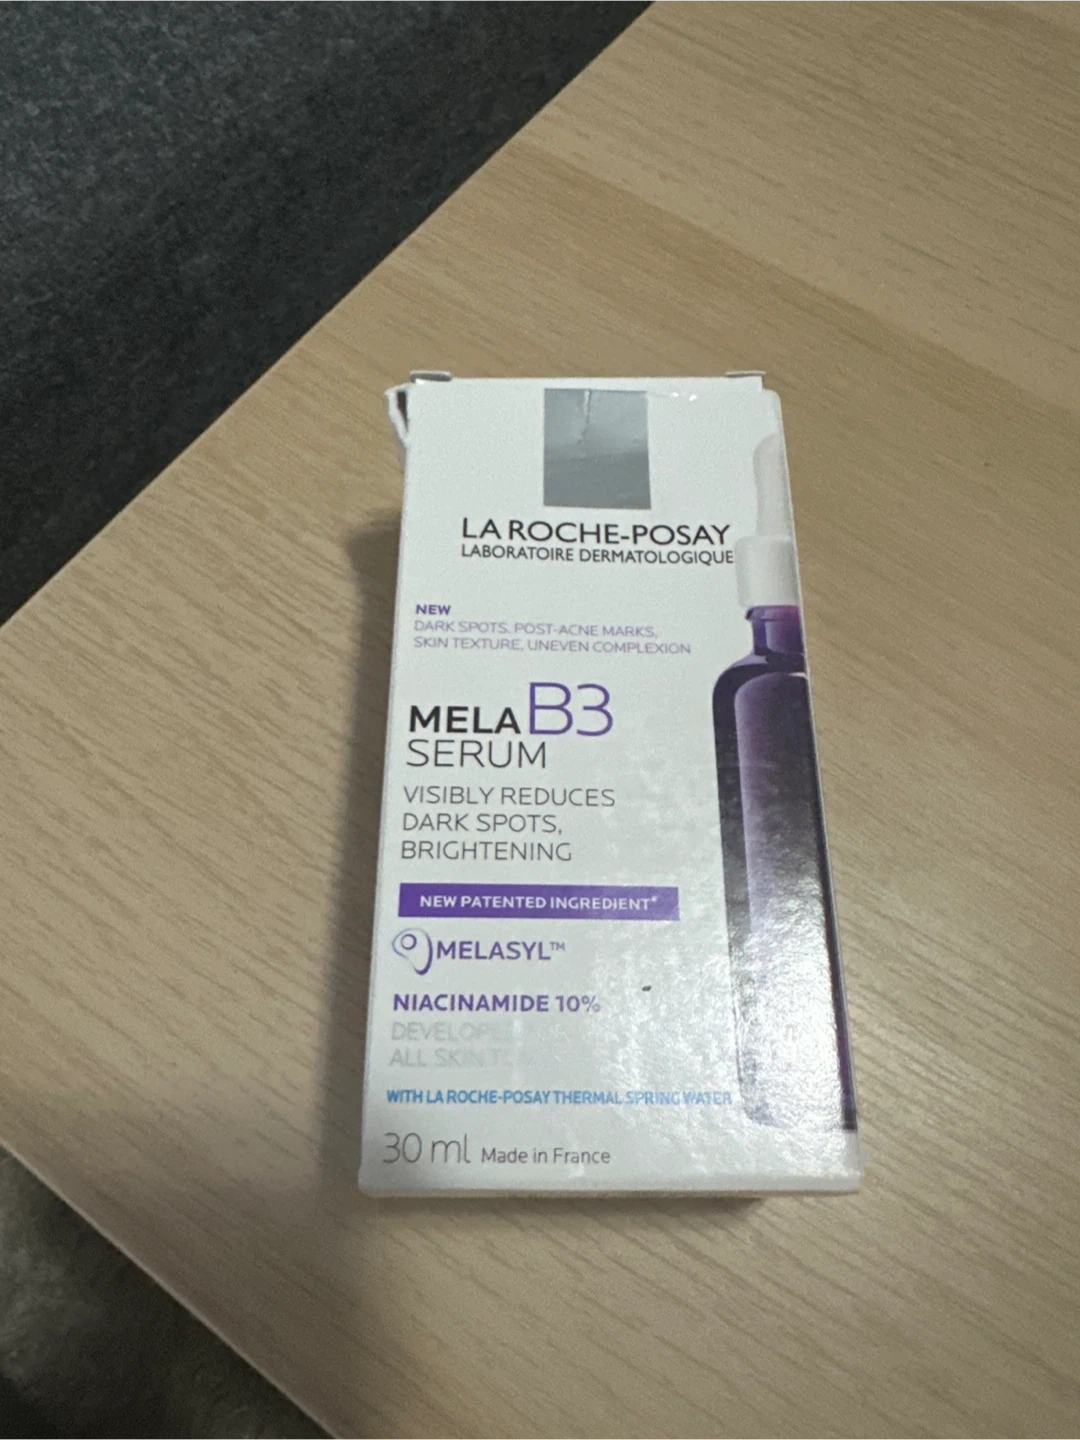 LA ROCHE-POSAY
LABORATOIRE DERMATOLOGIQUE
NEW
DARK SPOTS, POST-ACNE MARKS,
SKIN TEXTURE, UNEVEN COMPLEXION
MELA B3
SERUM
VISIBLY REDUCES
DARK SPOTS,
BRIGHTENING
NEW PATENTED INGREDIENT*
MELASYL™
NIACINAMIDE 10%
ALL SKIN
WITH LA ROCHE-POSAY THERMAL SPRING WATER
30 ml Made in France